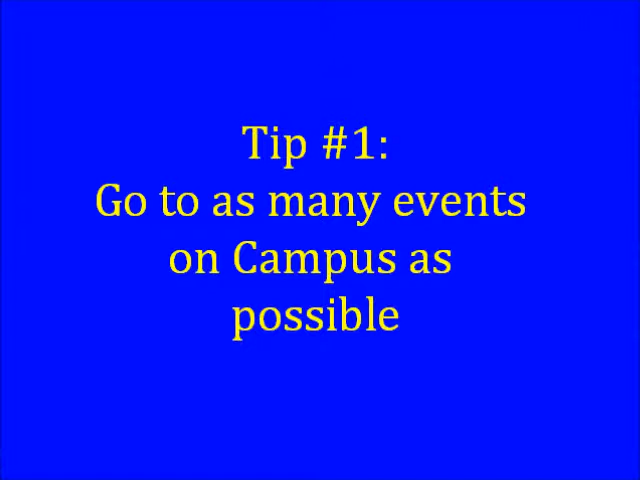 Tip #1:
Go to as many events
on Campus as
possible